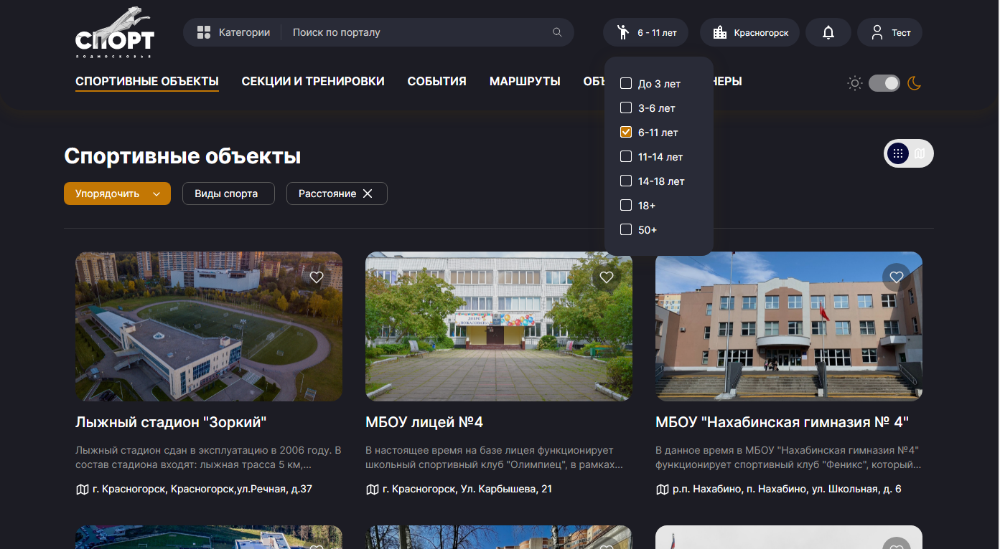 СПОРТ
ПОДМОСКОВЬЯ
Категории
Поиск по порталу
6 - 11 лет
Красногорск
Тест
СПОРТИВНЫЕ ОБЪЕКТЫ
СЕКЦИИ И ТРЕНИРОВКИ
СОБЫТИЯ
МАРШРУТЫ
До 3 лет
3-6 лет
6-11 лет
11-14 лет
14-18 лет
18+
50+
Спортивные объекты
Упорядочить
Виды спорта
Расстояние
ДОБРО
ПОЖАЛОВАТЬ
Лыжный стадион "Зоркий"
Лыжный стадион сдан в эксплуатацию в 2006 году. В
состав стадиона входят: лыжная трасса 5 км,...
г. Красногорск, Красногорск,ул.Речная, д.37
МБОУ лицей №4
В настоящее время на базе лицея функционирует
школьный спортивный клуб "Олимпиец", в рамках...
г. Красногорск, Ул. Карбышева, 21
МБОУ "Нахабинская гимназия № 4"
В данное время в МБОУ "Нахабинская гимназия №4"
функционирует спортивный клуб "Феникс", который...
р.п. Нахабино, п. Нахабино, ул. Школьная, д. 6